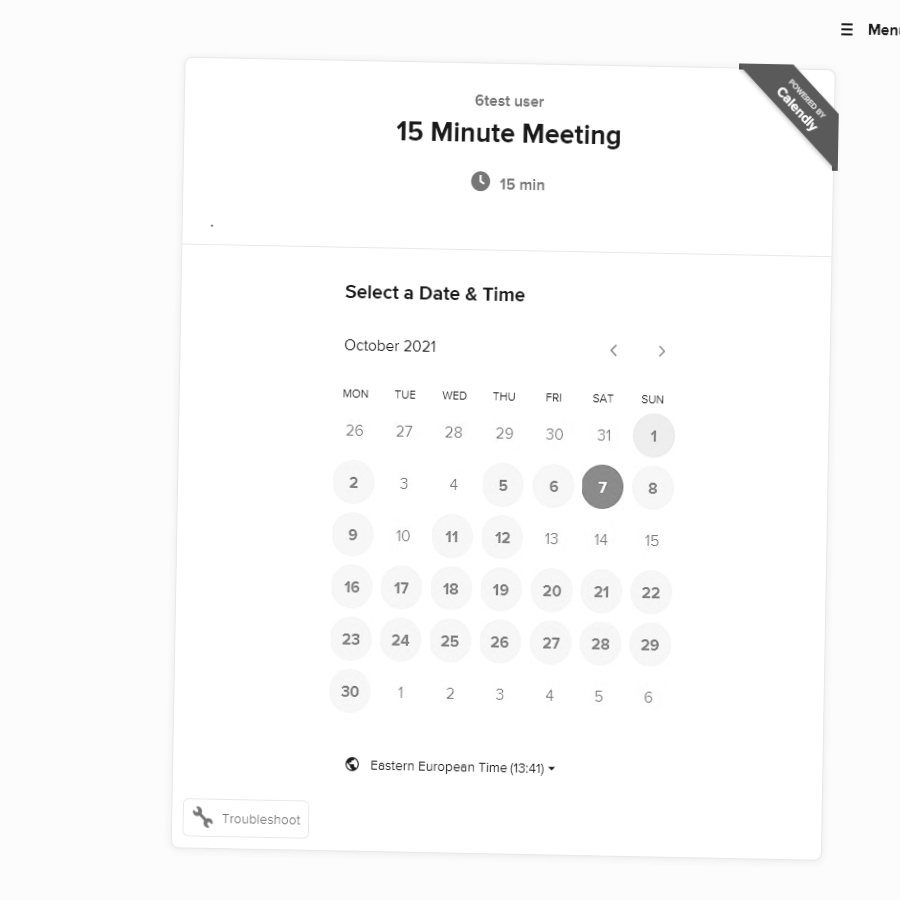 ☰ Menu
POWERED BY
Calendly
6test user
15 Minute Meeting
15 min
.
Select a Date & Time
October 2021
MON TUE WED THU FRI SAT SUN
26 27 28 29 30 31 1
2 3 4 5 6 7 8
9 10 11 12 13 14 15
16 17 18 19 20 21 22
23 24 25 26 27 28 29
30 1 2 3 4 5 6
Eastern European Time (13:41)
Troubleshoot